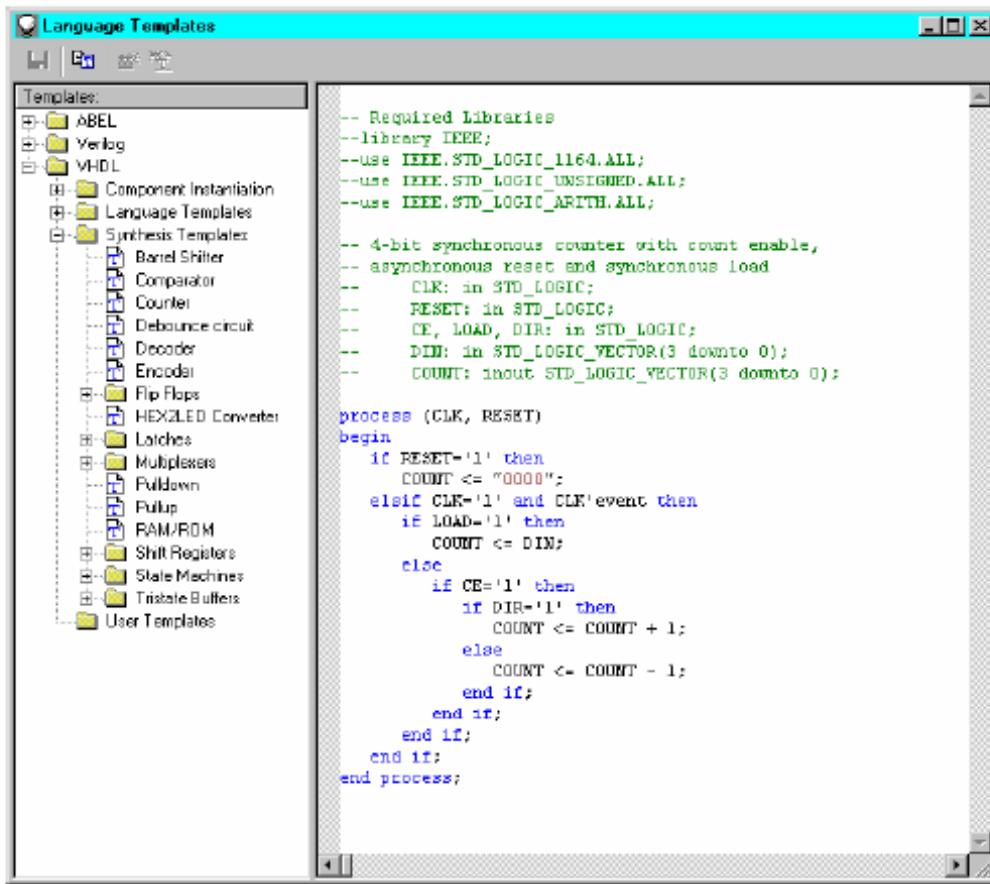 Language Templates
Templates:
ABEL
Verilog
VHDL
Component Instantiation
Language Templates
Synthesis Templates
Barrel Shifter
Comparator
Counter
Debounce circuit
Decoder
Encoder
Flip Flops
HEX2LED Converter
Latches
Multiplexers
Pulldown
Pullup
RAM/ROM
Shift Registers
State Machines
Tristate Buffers
User Templates
-- Required Libraries
--library IEEE;
--use IEEE.STD_LOGIC_1164.ALL;
--use IEEE.STD_LOGIC_UNSIGNED.ALL;
--use IEEE.STD_LOGIC_ARITH.ALL;
-- 4-bit synchronous counter with count enable,
-- asynchronous reset and synchronous load
-- CLK: in STD_LOGIC;
-- RESET: in STD_LOGIC;
-- CE, LOAD, DIR: in STD_LOGIC;
-- DIN: in STD_LOGIC_VECTOR(3 downto 0);
-- COUNT: inout STD_LOGIC_VECTOR(3 downto 0);
process (CLK, RESET)
begin
if RESET='1' then
COUNT <= "0000";
elsif CLK='1' and CLK'event then
if LOAD='1' then
COUNT <= DIN;
else
if CE='1' then
if DIR='1' then
COUNT <= COUNT + 1;
else
COUNT <= COUNT - 1;
end if;
end if;
end if;
end if;
end process;